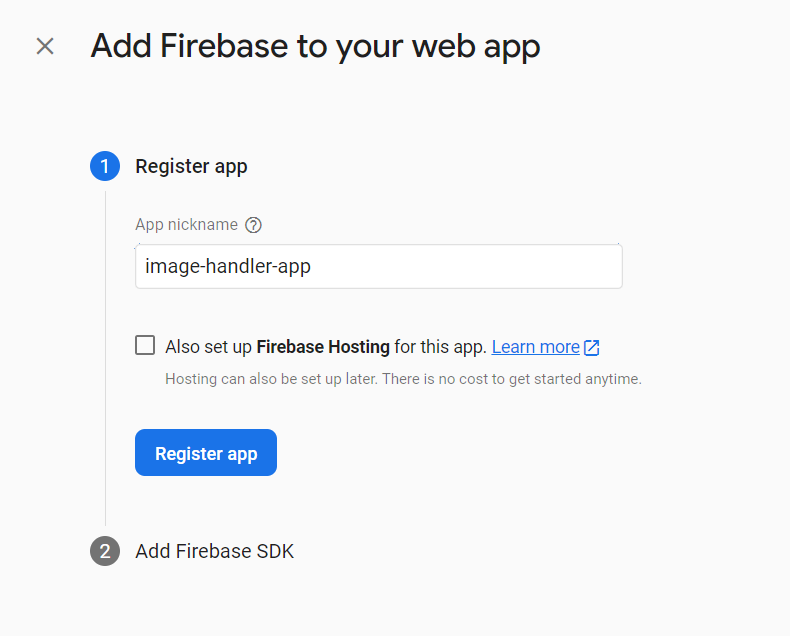 Add Firebase to your web app
1 Register app
App nickname ?
image-handler-app
Also set up Firebase Hosting for this app. Learn more
Hosting can also be set up later. There is no cost to get started anytime.
Register app
2 Add Firebase SDK